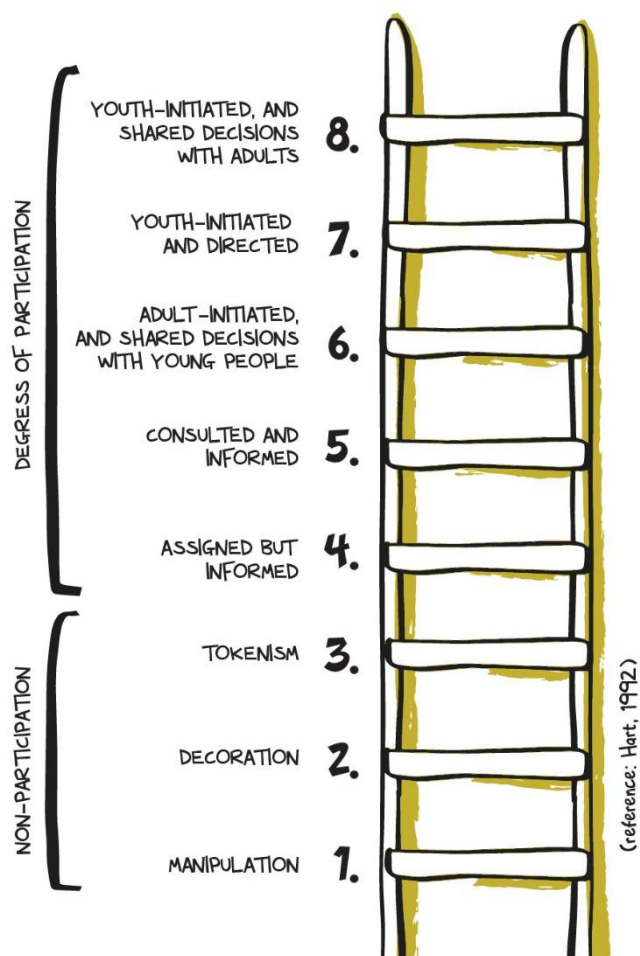 YOUTH-INITIATED, AND
SHARED DECISIONS
WITH ADULTS
8.
YOUTH-INITIATED
AND DIRECTED
7.
ADULT-INITIATED,
AND SHARED DECISIONS
WITH YOUNG PEOPLE
6.
CONSULTED AND
INFORMED
5.
ASSIGNED BUT
INFORMED
4.
DEGRESS OF PARTICIPATION
TOKENISM
3.
DECORATION
2.
MANIPULATION
1.
NON-PARTICIPATION
(reference: Hart, 1992)